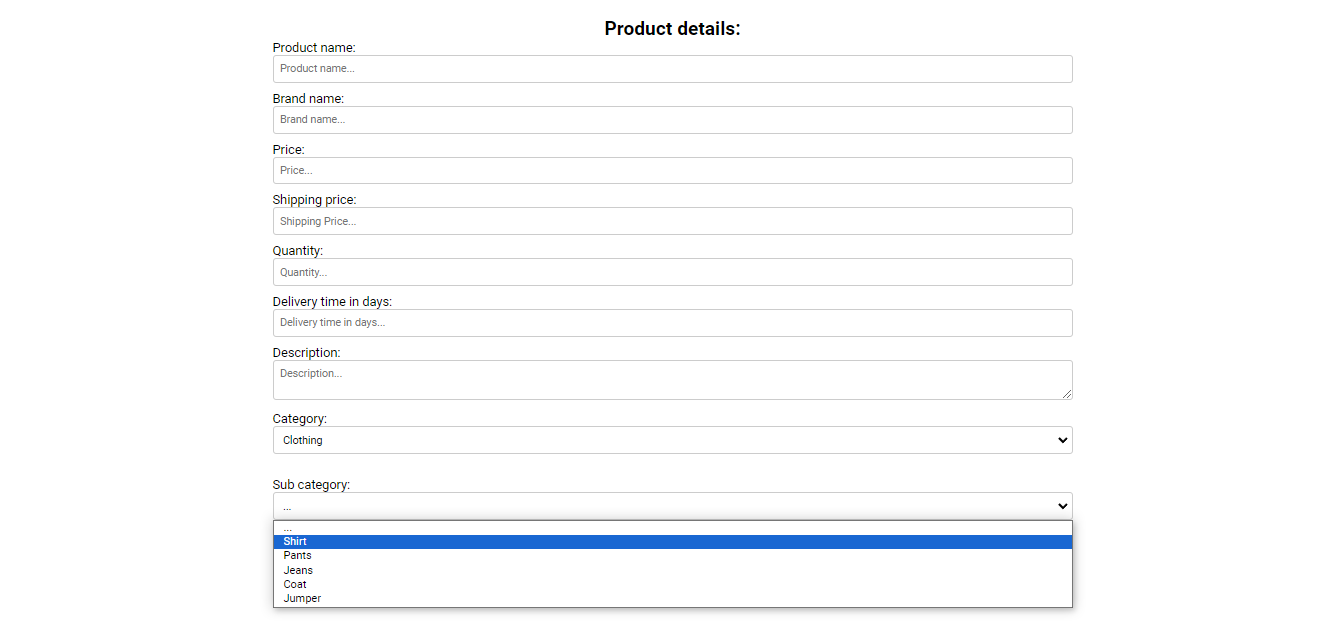 Product details:
Product name:
Product name...
Brand name:
Brand name...
Price:
Price...
Shipping price:
Shipping Price...
Quantity:
Quantity...
Delivery time in days:
Delivery time in days...
Description:
Description...
Category:
Clothing
Sub category:
...
...
Shirt
Pants
Jeans
Coat
Jumper